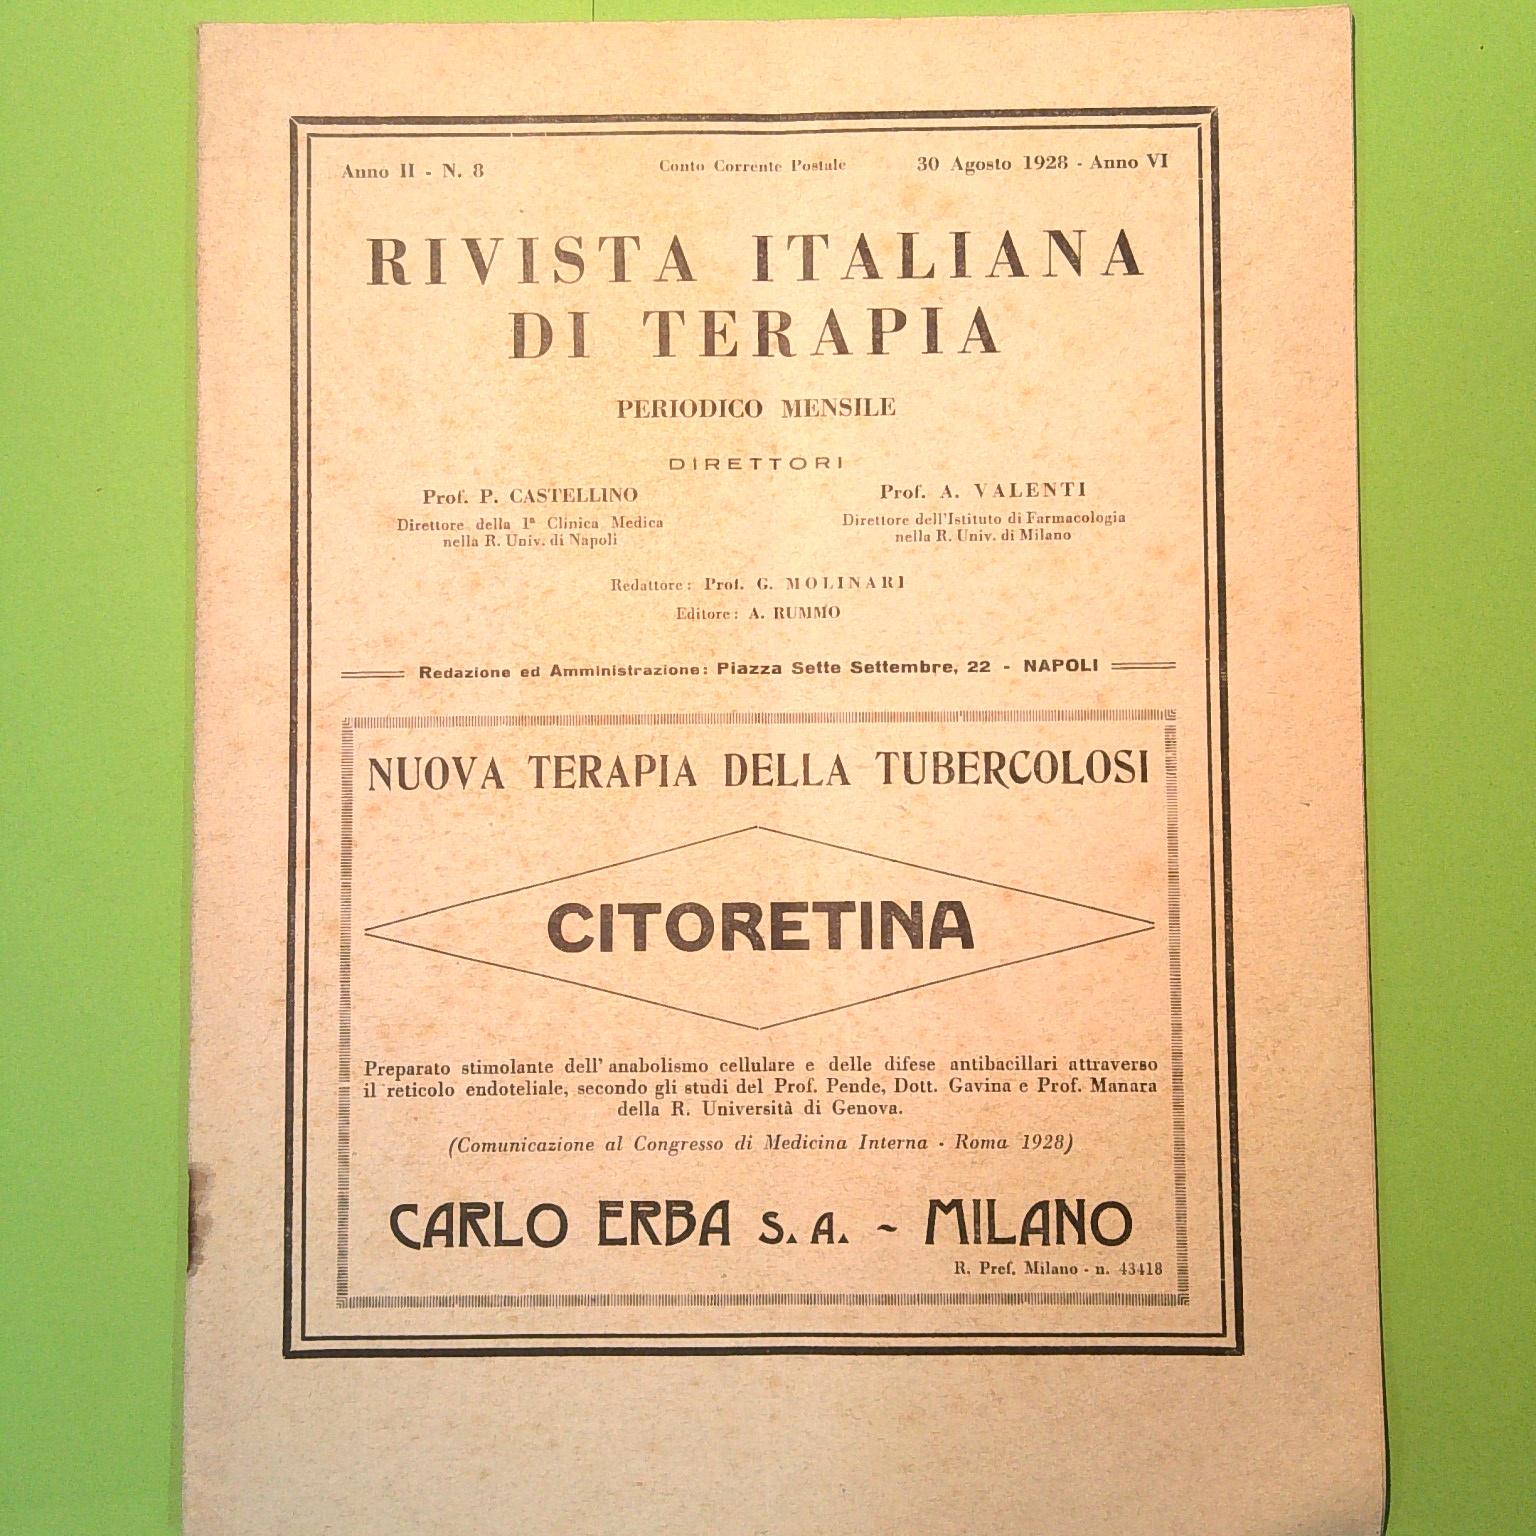 Anno II - N. 8 Conto Corrente Postale 30 Agosto 1928 - Anno VI
RIVISTA ITALIANA
DI TERAPIA
PERIODICO MENSILE
DIRETTORI
Prof. P. CASTELLINO
Direttore della 1ª Clinica Medica
nella R. Univ. di Napoli
Prof. A. VALENTI
Direttore dell'Istituto di Farmacologia
nella R. Univ. di Milano
Redattore: Prof. G. MOLINARI
Editore: A. RUMMO
Redazione ed Amministrazione: Piazza Sette Settembre, 22 - NAPOLI
NUOVA TERAPIA DELLA TUBERCOLOSI
CITORETINA
Preparato stimolante dell' anabolismo cellulare e delle difese antibacillari attraverso
il reticolo endoteliale, secondo gli studi del Prof. Pende, Dott. Gavina e Prof. Manara
della R. Università di Genova.
(Comunicazione al Congresso di Medicina Interna - Roma 1928)
CARLO ERBA S. A. ~ MILANO
R. Pref. Milano - n. 43418